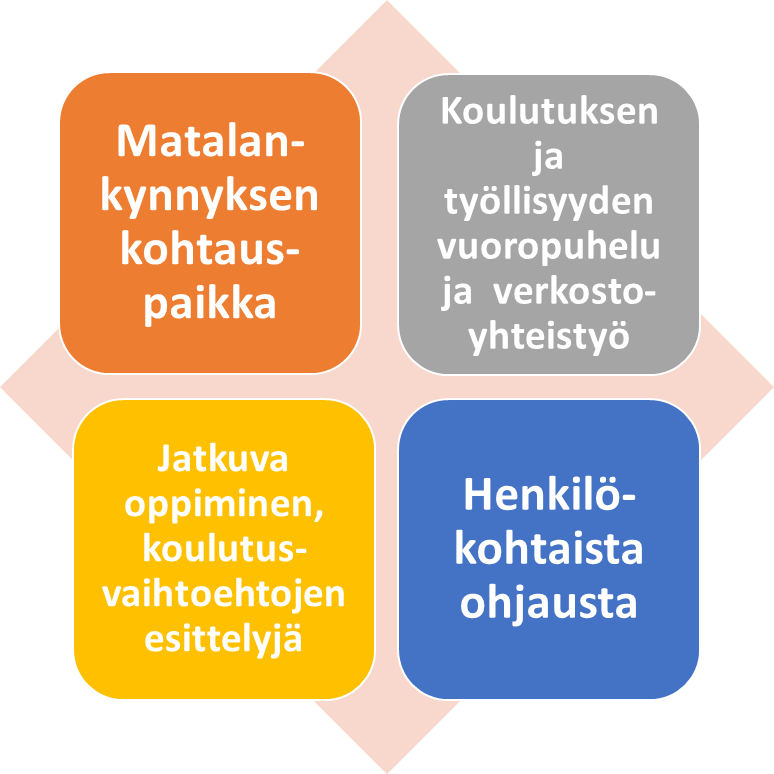 Matalan-
kynnyksen
kohtaus-
paikka
Koulutuksen
ja
työllisyyden
vuoropuhelu
ja verkosto-
yhteistyö
Jatkuva
oppiminen,
koulutus-
vaihtoehtojen
esittelyjä
Henkilö-
kohtaista
ohjausta